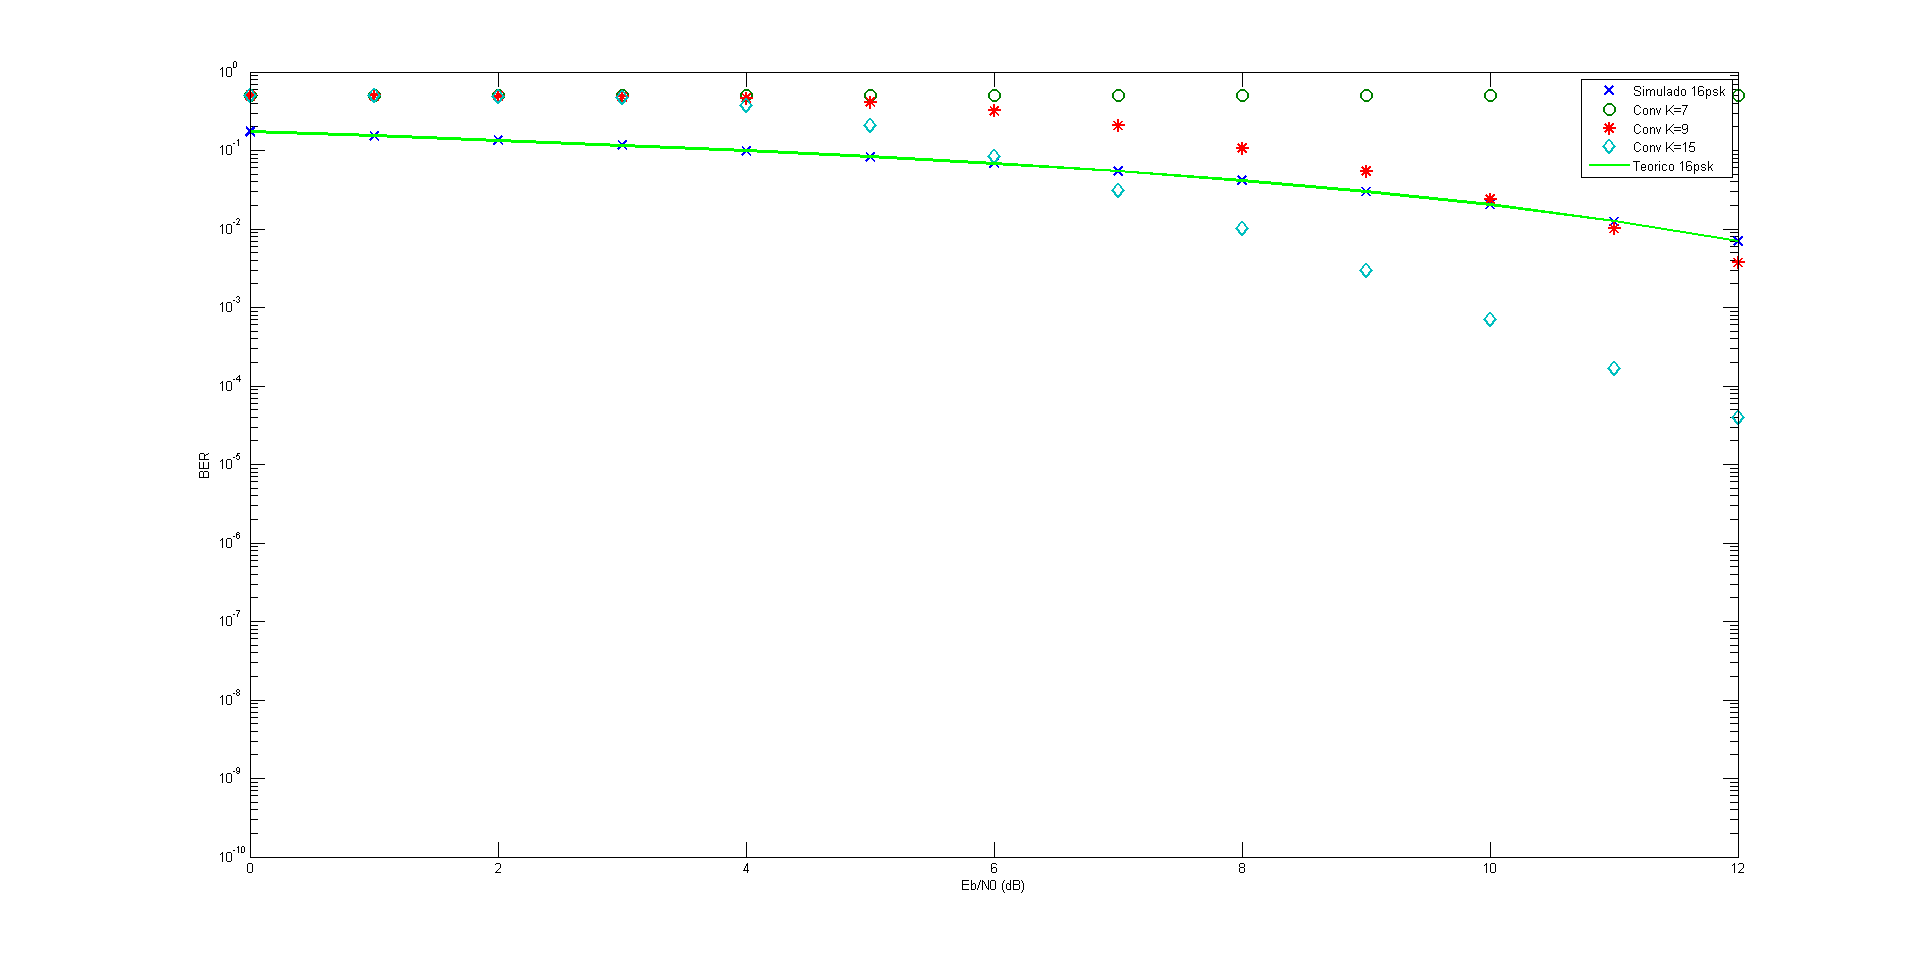 10^0
10^-1
10^-2
10^-3
10^-4
10^-5
10^-6
10^-7
10^-8
10^-9
10^-10
BER
0 2 4 6 8 10 12
Eb/N0 (dB)
Simulado 16psk
Conv K=7
Conv K=9
Conv K=15
Teorico 16psk